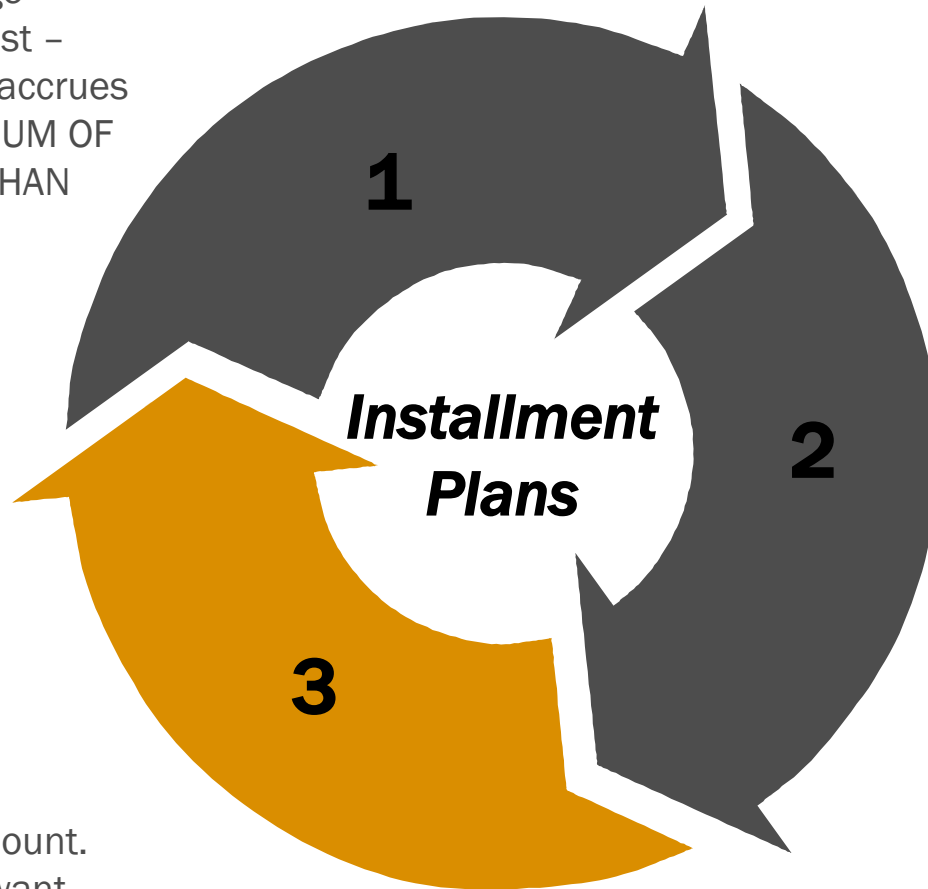 st –
accrues
UM OF
HAN
1
Installment
Plans
2
3
ount.